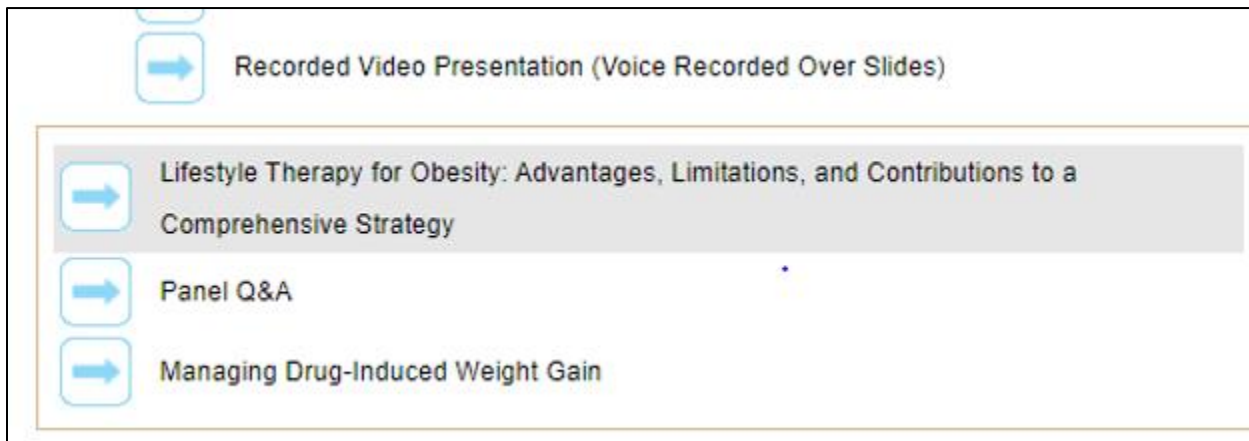 Recorded Video Presentation (Voice Recorded Over Slides)
Lifestyle Therapy for Obesity: Advantages, Limitations, and Contributions to a
Comprehensive Strategy
Panel Q&A
Managing Drug-Induced Weight Gain